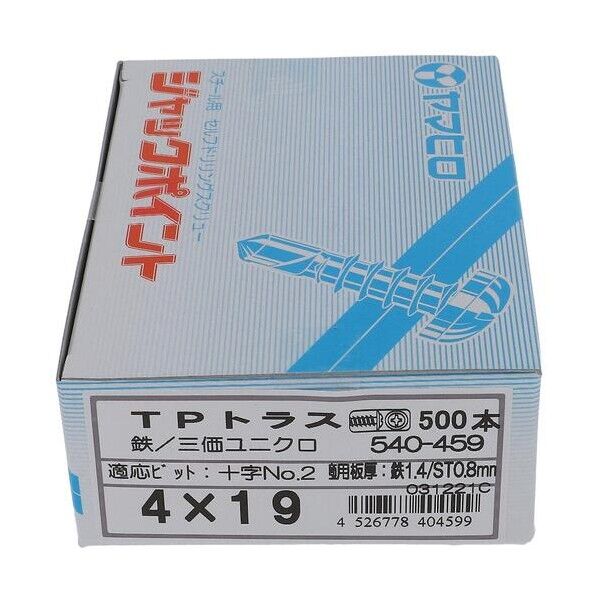 ヤマヒロ
スチール用 セルフドリリングスクリュー
ジャックポイント
TPトラス 500本
鉄/三価ユニクロ 540-459
適応ビット:十字No.2 適用板厚:鉄1.4/ST0.8mm
031221C
4×19
4 526778 404599